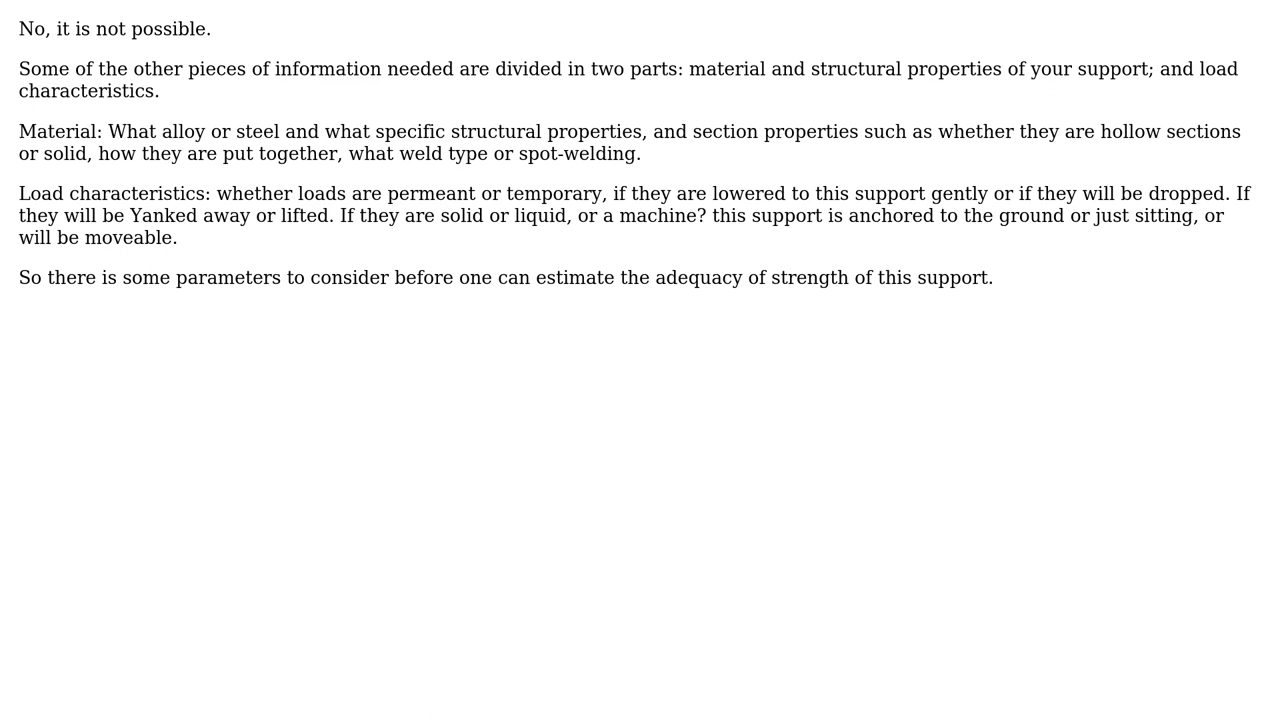 No, it is not possible.
Some of the other pieces of information needed are divided in two parts: material and structural properties of your support; and load
characteristics.
Material: What alloy or steel and what specific structural properties, and section properties such as whether they are hollow sections
or solid, how they are put together, what weld type or spot-welding.
Load characteristics: whether loads are permeant or temporary, if they are lowered to this support gently or if they will be dropped. If
they will be Yanked away or lifted. If they are solid or liquid, or a machine? this support is anchored to the ground or just sitting, or
will be moveable.
So there is some parameters to consider before one can estimate the adequacy of strength of this support.